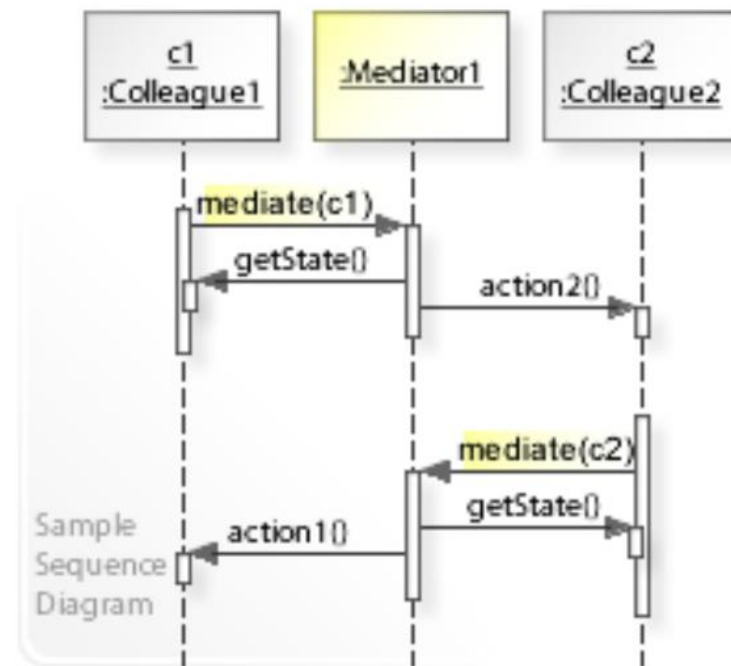 c1
:Colleague1
:Mediator1
c2
:Colleague2
mediate(c1)
getState()
action2()
mediate(c2)
getState()
action1()
Sample
Sequence
Diagram